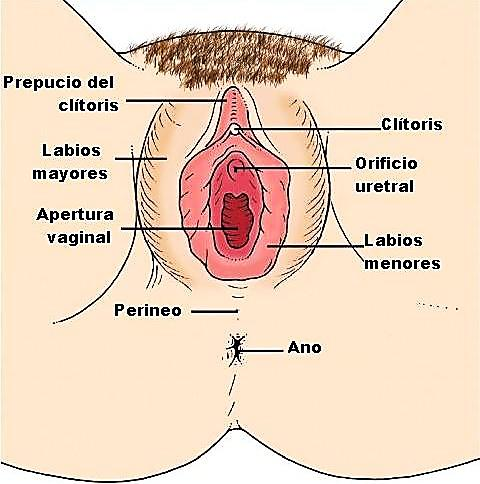 Prepucio del
clítoris
Clítoris
Labios
mayores
Orificio
uretral
Apertura
vaginal
Labios
menores
Perineo
Ano